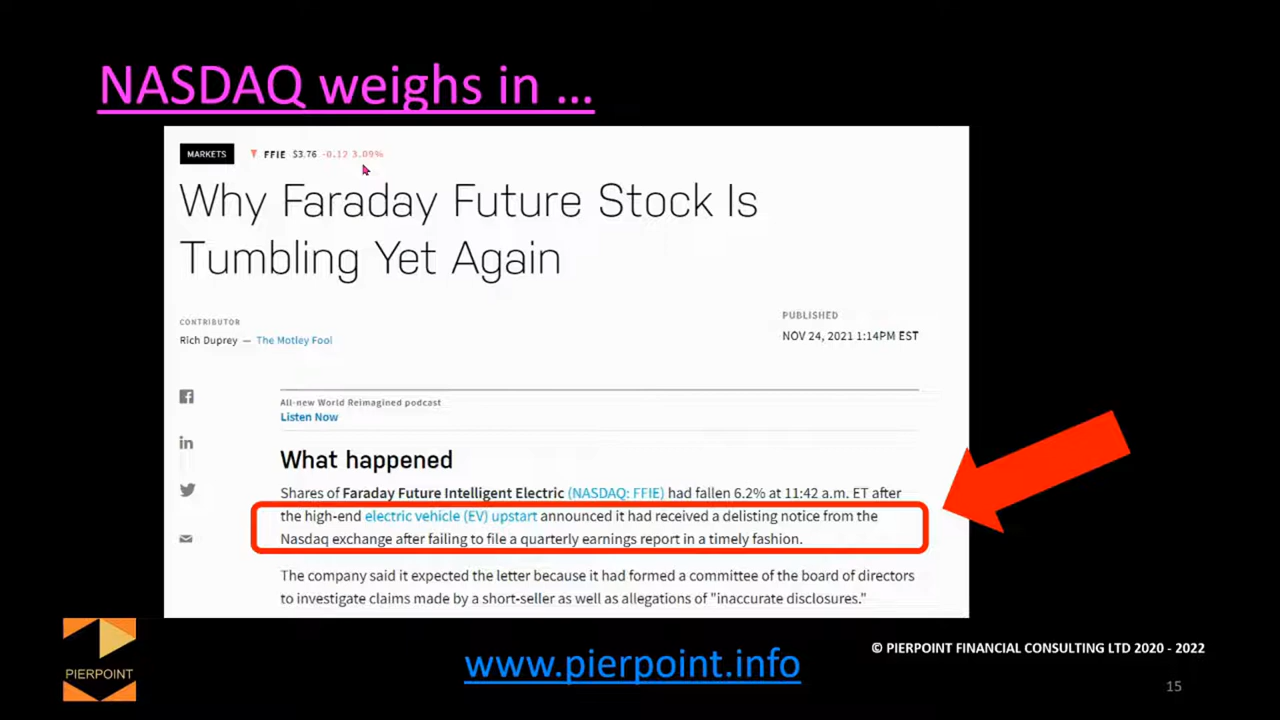 NASDAQ weighs in ...
MARKETS ▼ FFIE $3.76 -0.12 3.09%
Why Faraday Future Stock Is
Tumbling Yet Again
CONTRIBUTOR
Rich Duprey — The Motley Fool
PUBLISHED
NOV 24, 2021 1:14PM EST
All-new World Reimagined podcast
Listen Now
What happened
Shares of Faraday Future Intelligent Electric (NASDAQ: FFIE) had fallen 6.2% at 11:42 a.m. ET after
the high-end electric vehicle (EV) upstart announced it had received a delisting notice from the
Nasdaq exchange after failing to file a quarterly earnings report in a timely fashion.
The company said it expected the letter because it had formed a committee of the board of directors
to investigate claims made by a short-seller as well as allegations of "inaccurate disclosures."
PIERPOINT
www.pierpoint.info
© PIERPOINT FINANCIAL CONSULTING LTD 2020 - 2022
15